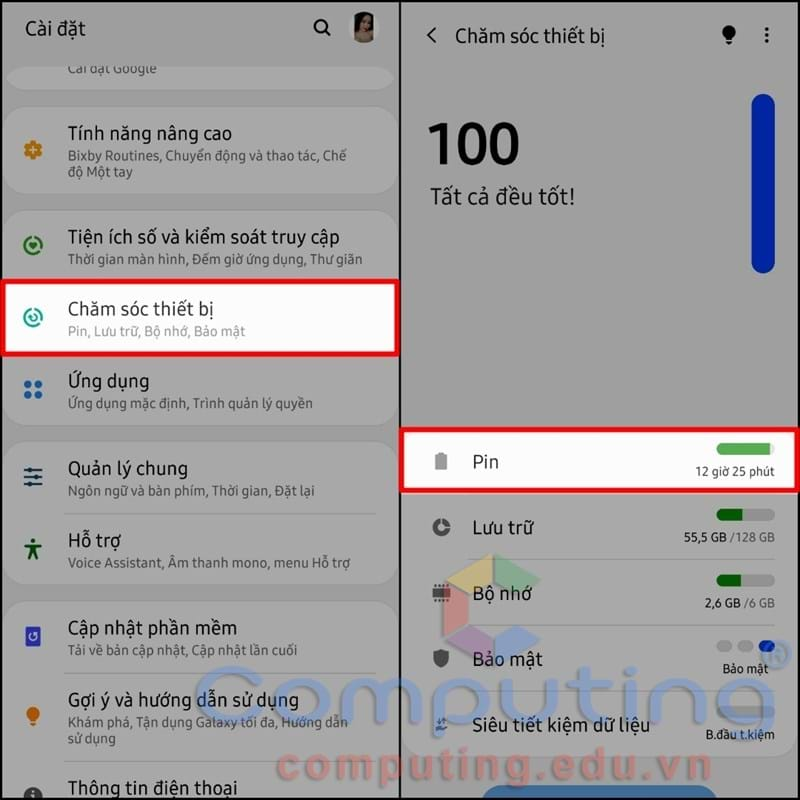 Cài đặt
Cài đặt Google
Tính năng nâng cao
Bixby Routines, Chuyển động và thao tác, Chế
độ Một tay
Tiện ích số và kiểm soát truy cập
Thời gian màn hình, Đếm giờ ứng dụng, Thư giãn
Chăm sóc thiết bị
Pin, Lưu trữ, Bộ nhớ, Bảo mật
Ứng dụng
Ứng dụng mặc định, Trình quản lý quyền
Quản lý chung
Ngôn ngữ và bàn phím, Thời gian, Đặt lại
Hỗ trợ
Voice Assistant, Âm thanh mono, menu Hỗ trợ
Cập nhật phần mềm
Tải về bản cập nhật, Cập nhật lần cuối
Gợi ý và hướng dẫn sử dụng
Khám phá, Tận dụng Galaxy tối đa, Hướng dẫn
sử dụng
Thông tin điện thoại
Chăm sóc thiết bị
100
Tất cả đều tốt!
Pin
12 giờ 25 phút
Lưu trữ
55,5 GB /128 GB
Bộ nhớ
2,6 GB /6 GB
Bảo mật
Bảo mật
Siêu tiết kiệm dữ liệu
B.đầu t.kiệm
Computing®
computing.edu.vn